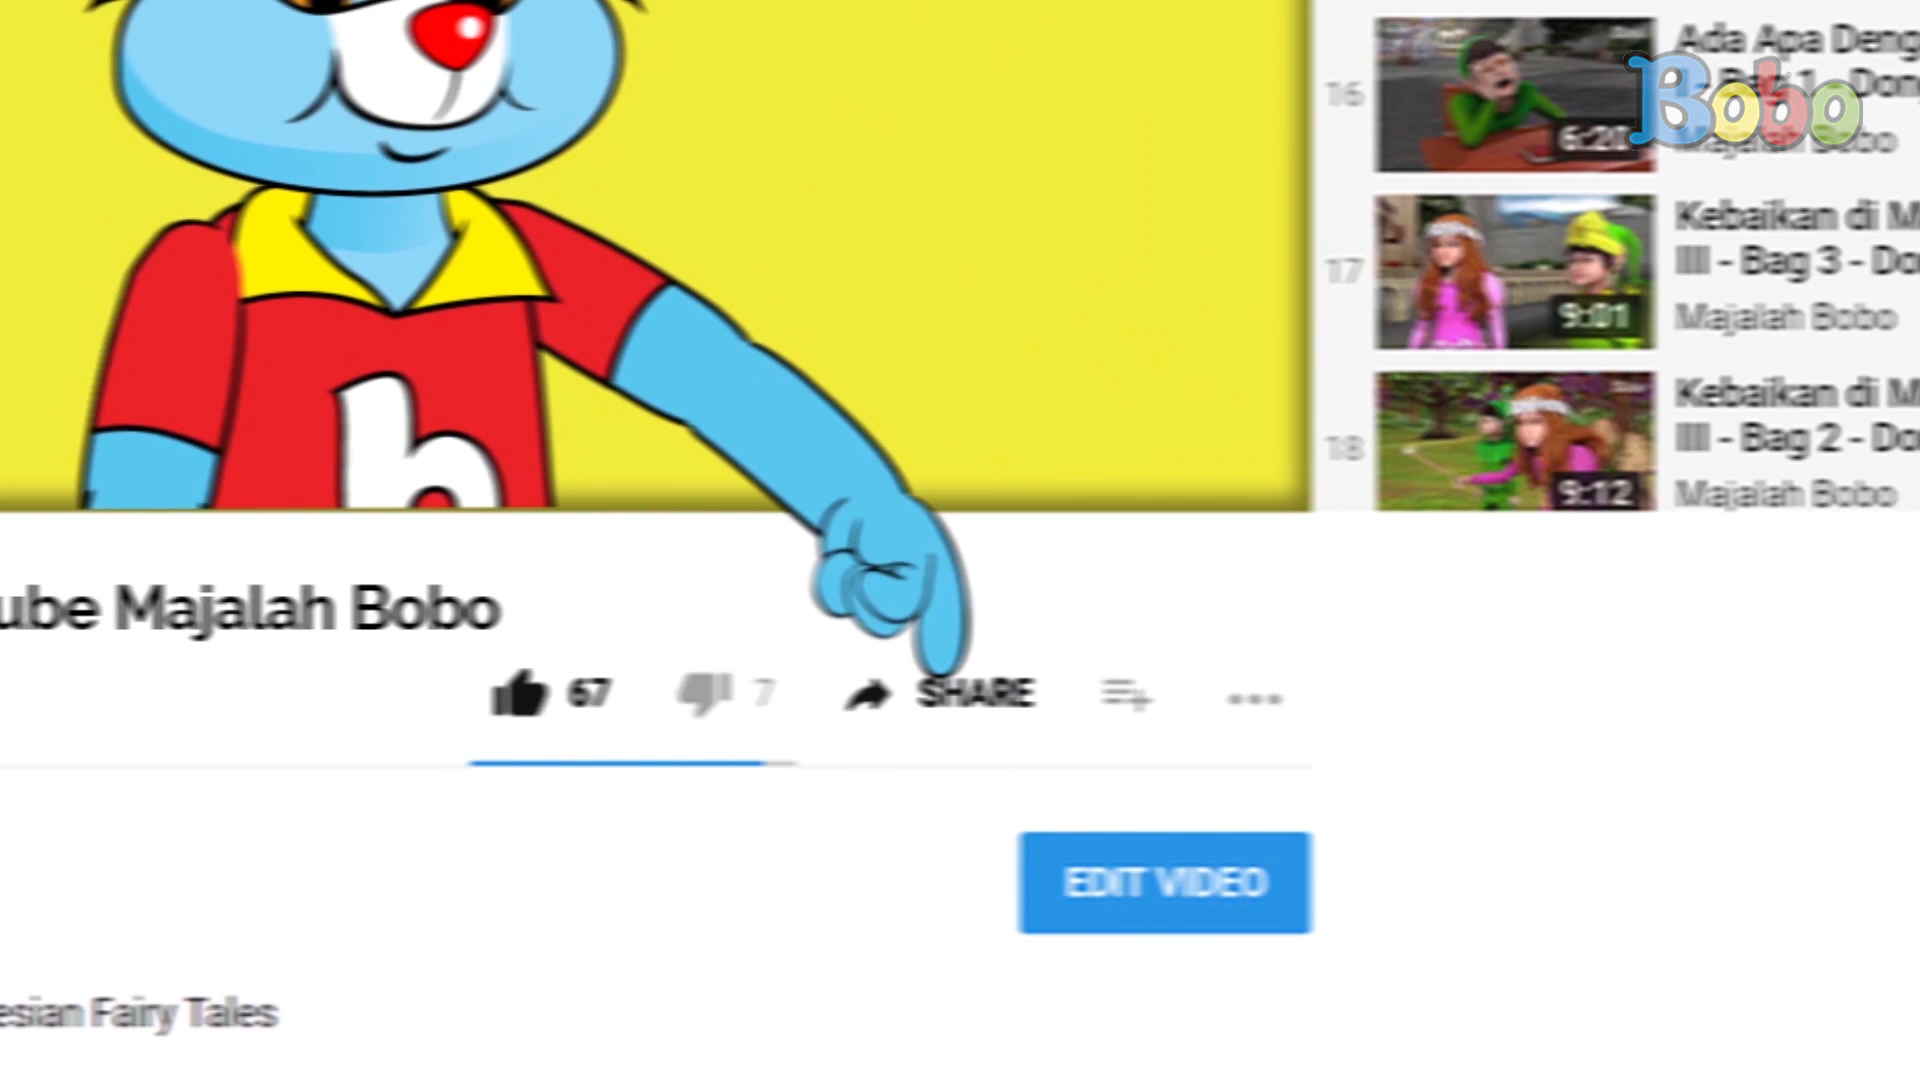 16
6:20
Ada Apa Deng
Bobo
Majalah Bobo
17
9:01
Kebaikan di M
III - Bag 3 - Do
Majalah Bobo
18
9:12
Kebaikan di M
III - Bag 2 - Do
Majalah Bobo
b
ube Majalah Bobo
67 7 SHARE
EDIT VIDEO
esian Fairy Tales